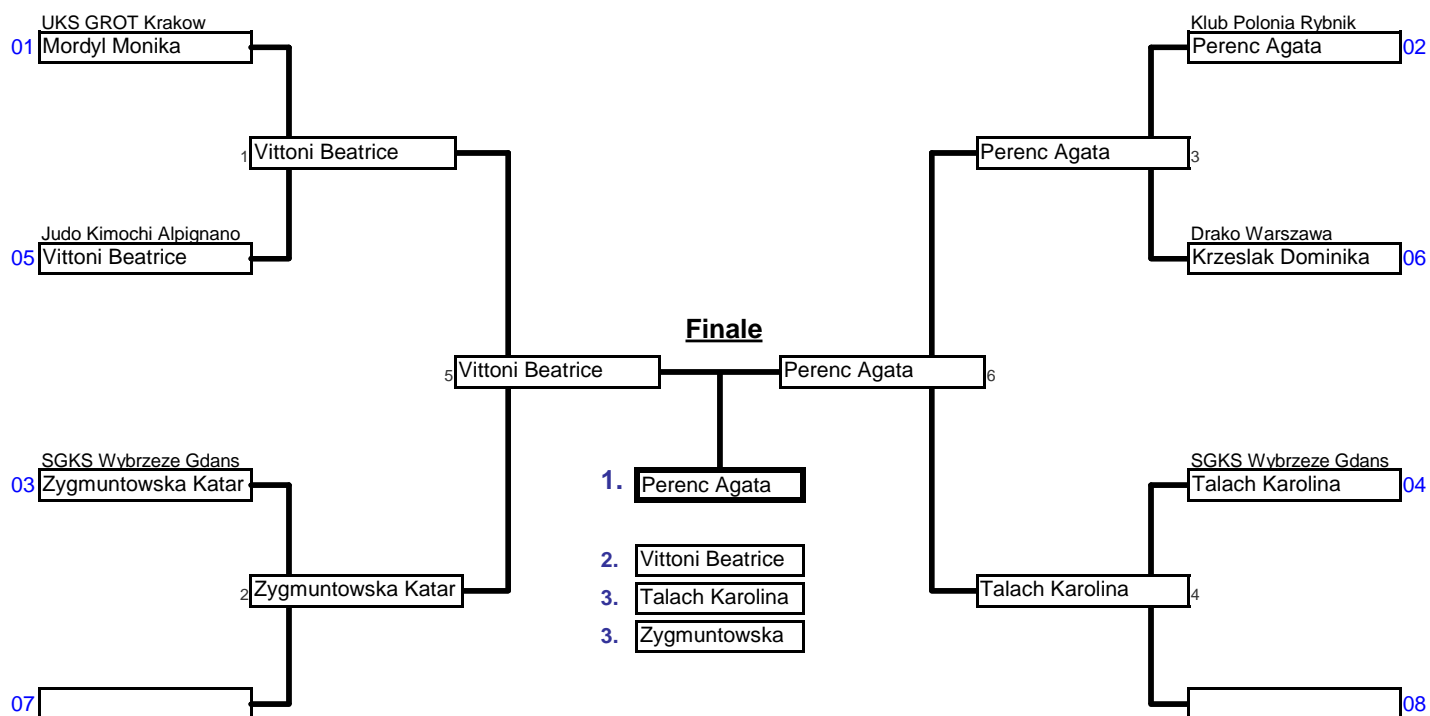 UKS GROT Krakow
01 Mordyl Monika
Klub Polonia Rybnik
Perenc Agata 02
1 Vittoni Beatrice
Perenc Agata 3
Judo Kimochi Alpignano
05 Vittoni Beatrice
Drako Warszawa
Krzeslak Dominika 06
Finale
5 Vittoni Beatrice
Perenc Agata 6
SGKS Wybrzeze Gdans
03 Zygmuntowska Katar
1. Perenc Agata
SGKS Wybrzeze Gdans
Talach Karolina 04
2. Vittoni Beatrice
2 Zygmuntowska Katar
3. Talach Karolina
Talach Karolina 4
3. Zygmuntowska
07
08